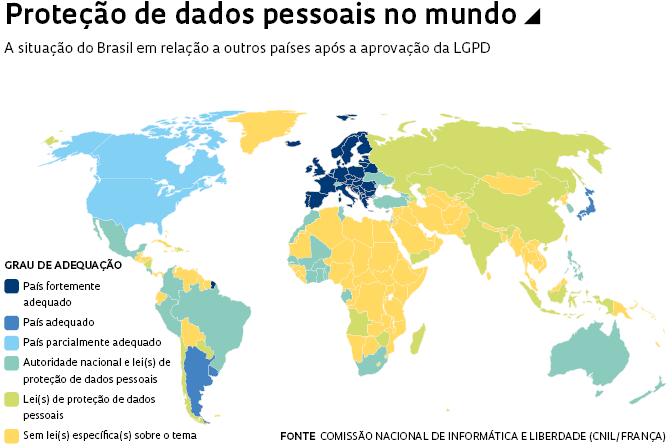 Proteção de dados pessoais no mundo
A situação do Brasil em relação a outros países após a aprovação da LGPD
GRAU DE ADEQUAÇÃO
País fortemente
adequado
País adequado
País parcialmente adequado
Autoridade nacional e lei(s) de
proteção de dados pessoais
Lei(s) de proteção de dados
pessoais
Sem lei(s) específica(s) sobre o tema
FONTE COMISSÃO NACIONAL DE INFORMÁTICA E LIBERDADE (CNIL/FRANÇA)